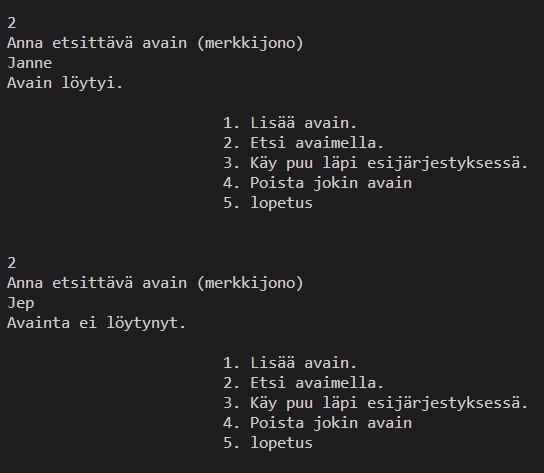 2
Anna etsittävä avain (merkkijono)
Janne
Avain löytyi.
1. Lisää avain.
2. Etsi avaimella.
3. Käy puu läpi esijärjestyksessä.
4. Poista jokin avain
5. lopetus
2
Anna etsittävä avain (merkkijono)
Jep
Avainta ei löytynyt.
1. Lisää avain.
2. Etsi avaimella.
3. Käy puu läpi esijärjestyksessä.
4. Poista jokin avain
5. lopetus